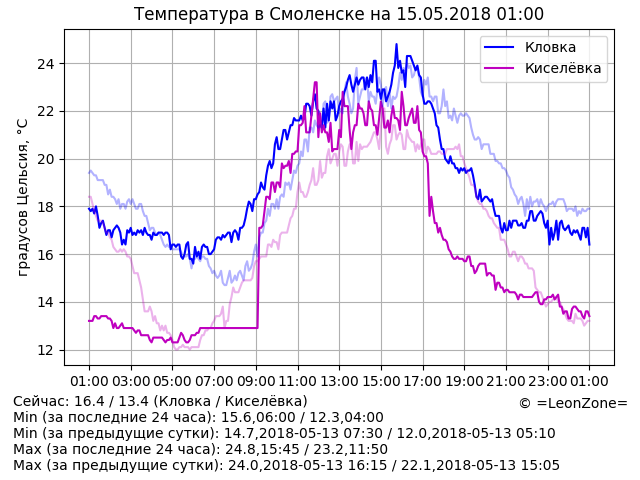 Температура в Смоленске на 15.05.2018 01:00
Кловка
Киселёвка
градусов Цельсия, °C
24
22
20
18
16
14
12
01:00 03:00 05:00 07:00 09:00 11:00 13:00 15:00 17:00 19:00 21:00 23:00 01:00
Сейчас: 16.4 / 13.4 (Кловка / Киселёвка)
© =LeonZone=
Min (за последние 24 часа): 15.6,06:00 / 12.3,04:00
Min (за предыдущие сутки): 14.7,2018-05-13 07:30 / 12.0,2018-05-13 05:10
Max (за последние 24 часа): 24.8,15:45 / 23.2,11:50
Max (за предыдущие сутки): 24.0,2018-05-13 16:15 / 22.1,2018-05-13 15:05